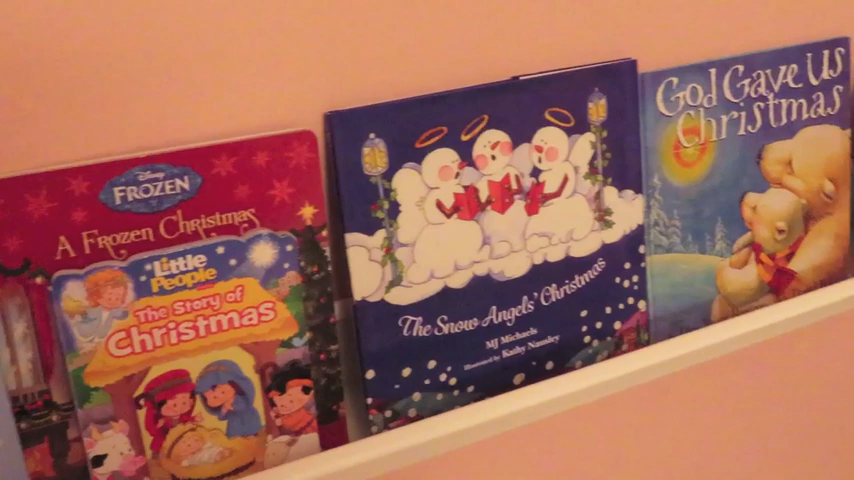 Disney
FROZEN
A Frozen Christmas
Little
People
The Story of
Christmas
The Snow Angels' Christmas
MJ Michaels
Illustrated by Kathy Naumley
God Gave Us
Christmas